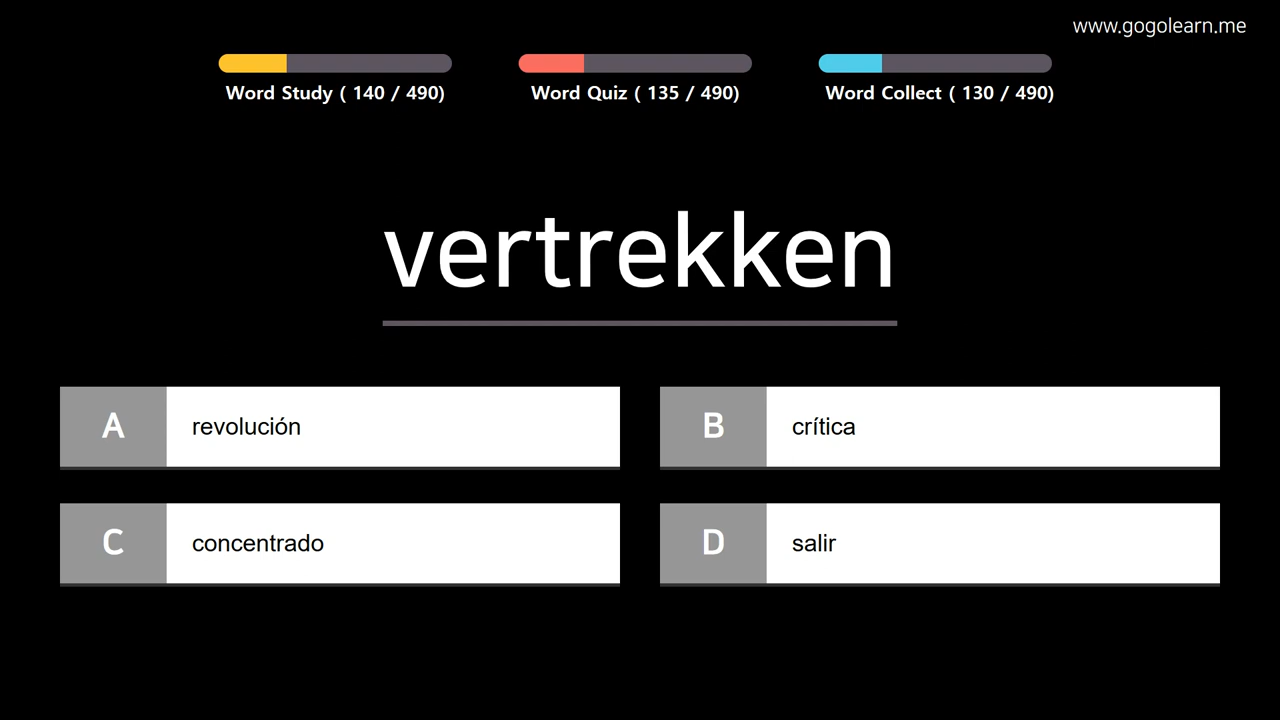 www.gogolearn.me
Word Study ( 140 / 490)
Word Quiz ( 135 / 490)
Word Collect ( 130 / 490)
vertrekken
A revolución
B crítica
C concentrado
D salir